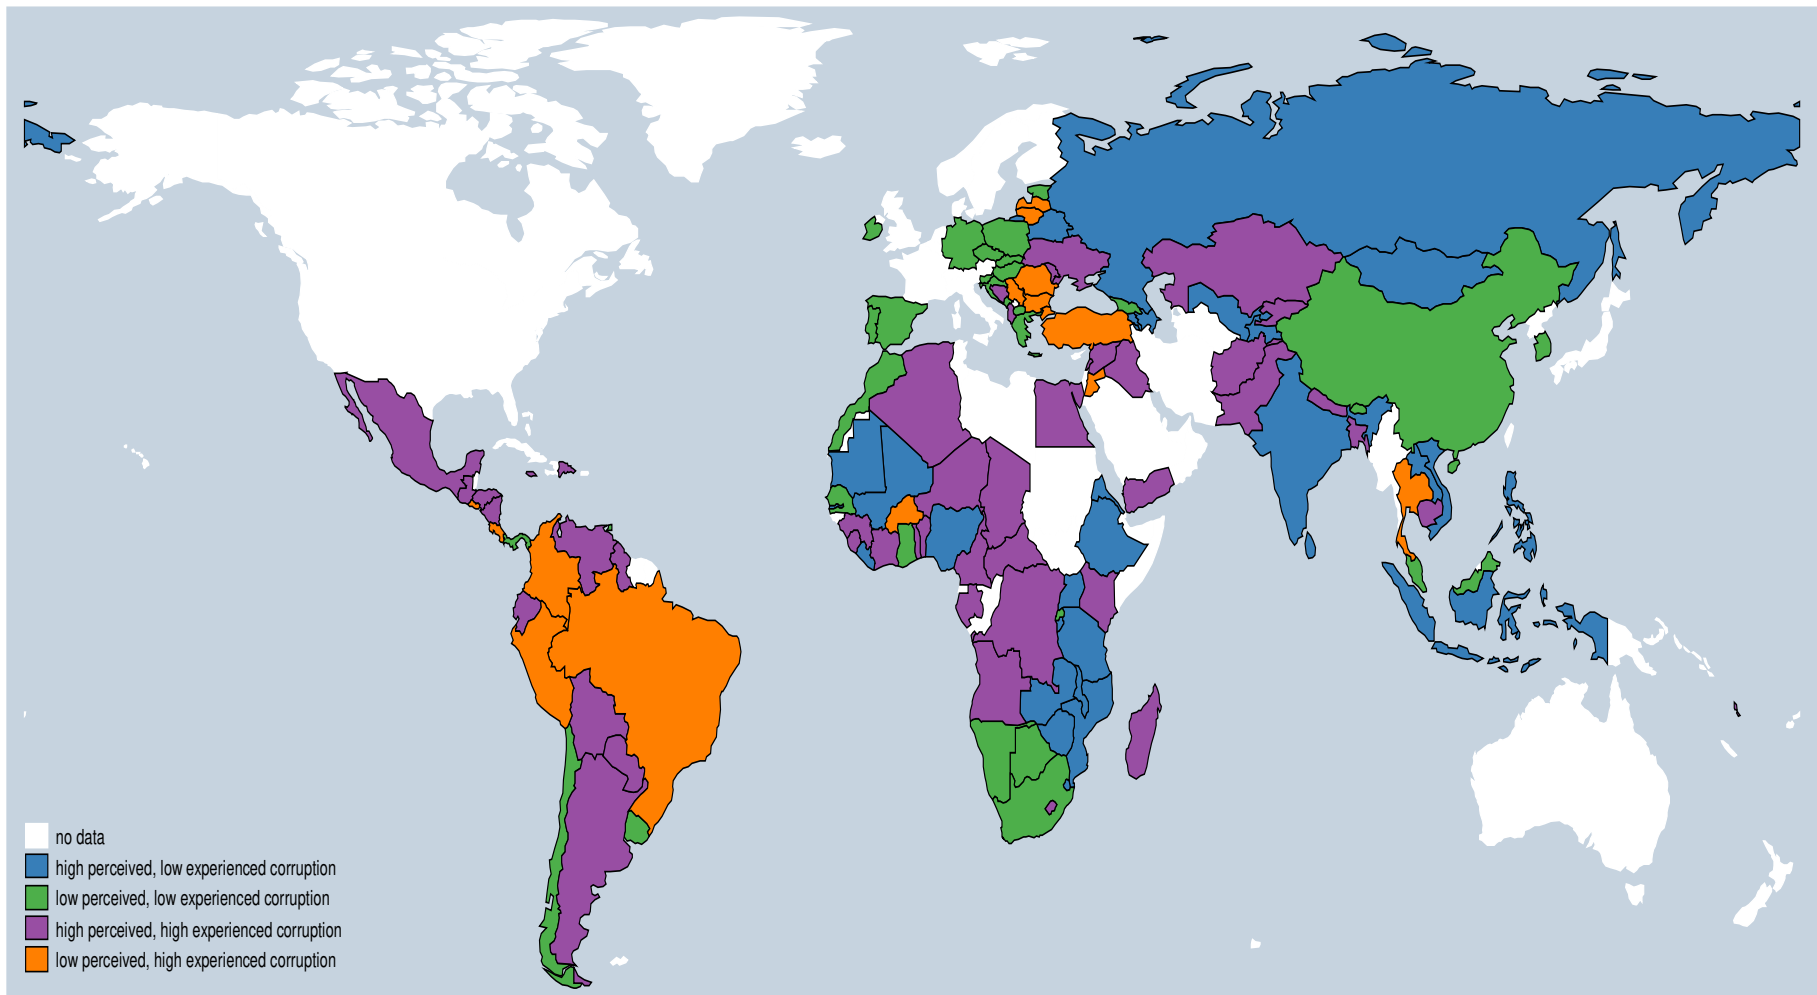 no data
high perceived, low experienced corruption
low perceived, low experienced corruption
high perceived, high experienced corruption
low perceived, high experienced corruption